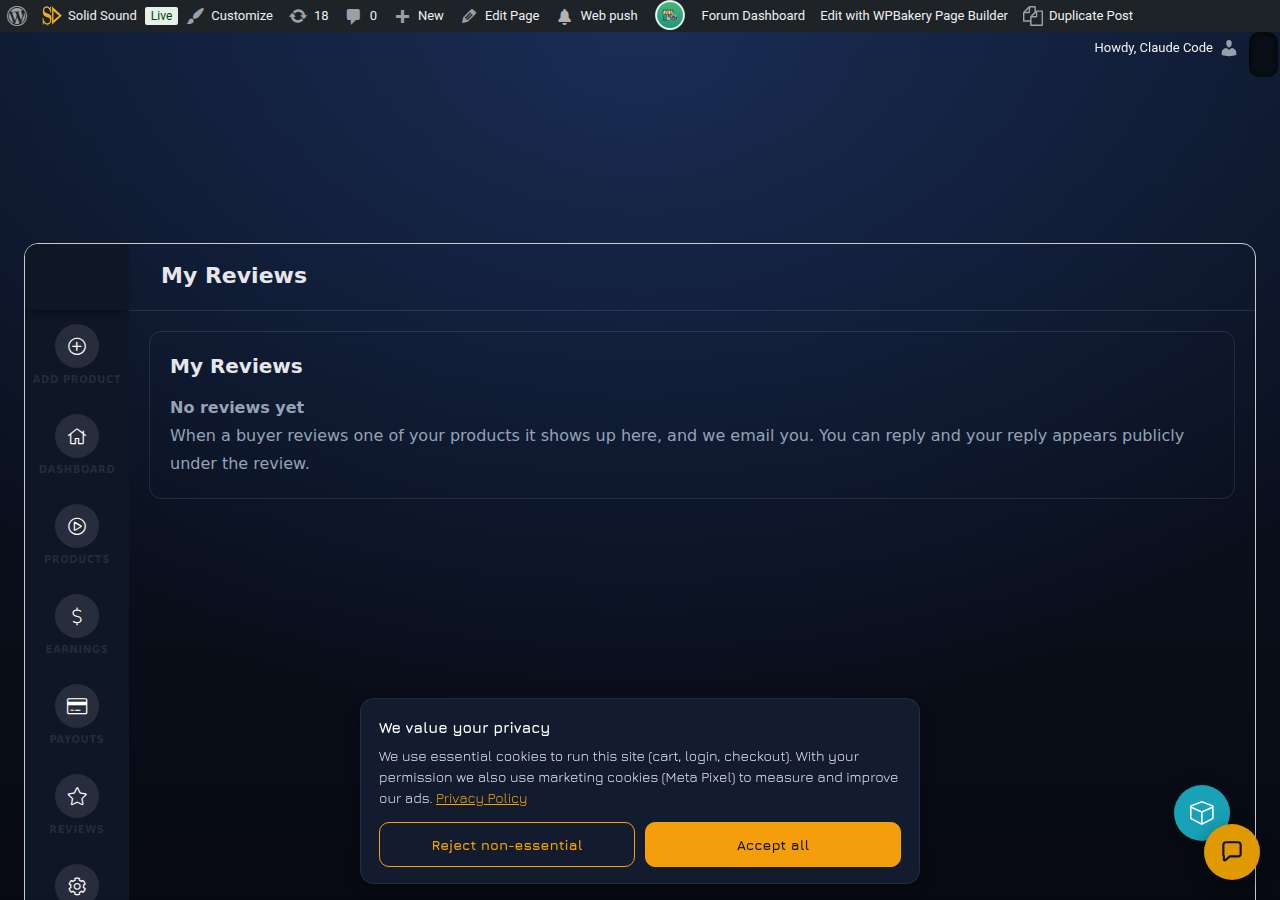 Solid Sound Live Customize 18 0 New Edit Page Web push Forum Dashboard Edit with WPBakery Page Builder Duplicate Post
Howdy, Claude Code
My Reviews
ADD PRODUCT
DASHBOARD
PRODUCTS
EARNINGS
PAYOUTS
REVIEWS
My Reviews
No reviews yet
When a buyer reviews one of your products it shows up here, and we email you. You can reply and your reply appears publicly
under the review.
We value your privacy
We use essential cookies to run this site (cart, login, checkout). With your
permission we also use marketing cookies (Meta Pixel) to measure and improve
our ads. Privacy Policy
Reject non-essential Accept all